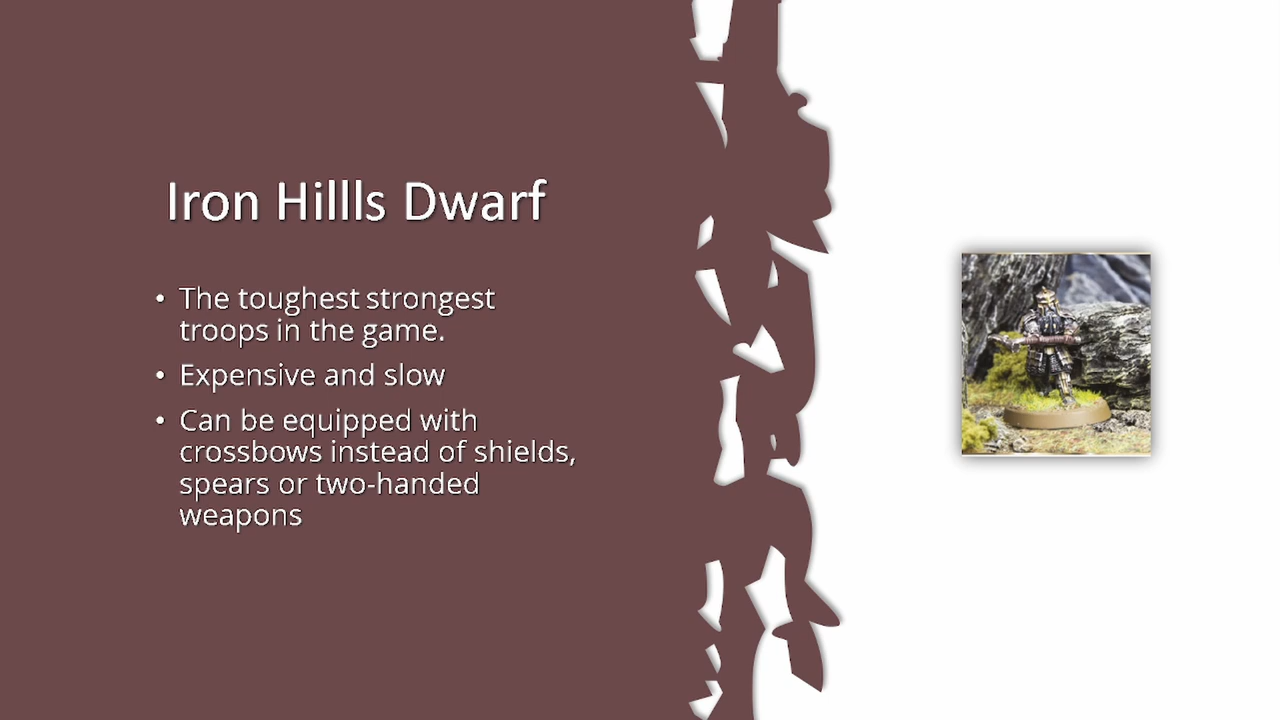 Iron Hillls Dwarf
• The toughest strongest
troops in the game.
• Expensive and slow
• Can be equipped with
crossbows instead of shields,
spears or two-handed
weapons